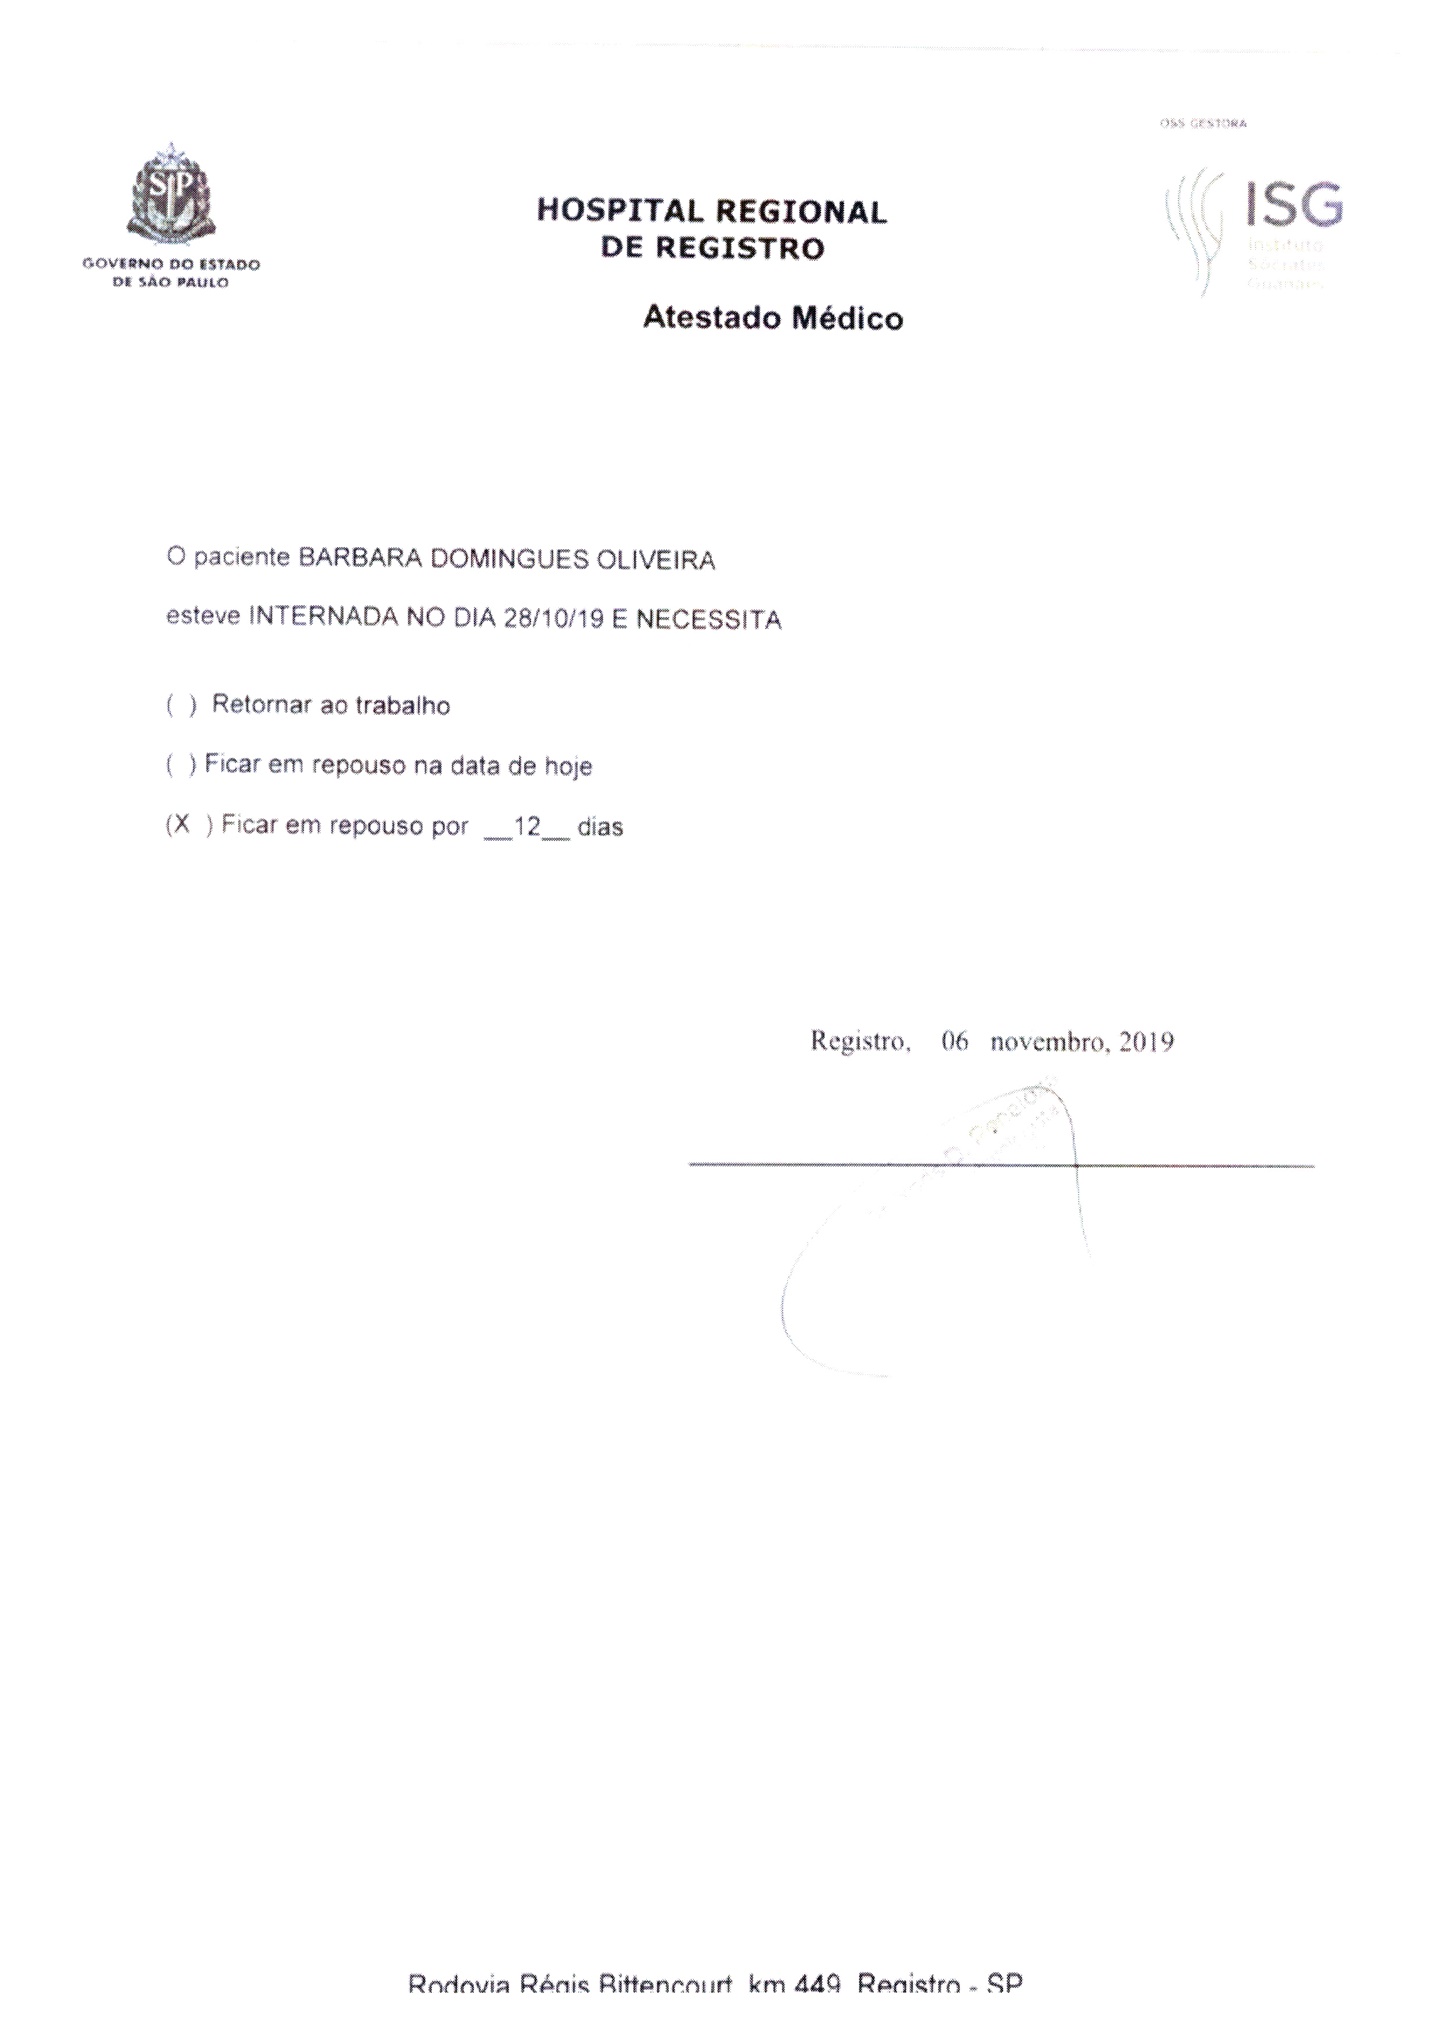 OSS GESTORA
SP
GOVERNO DO ESTADO
DE SÃO PAULO
HOSPITAL REGIONAL
DE REGISTRO
ISG
Instituto
Sócrates
Guanaes
Atestado Médico
O paciente BARBARA DOMINGUES OLIVEIRA
esteve INTERNADA NO DIA 28/10/19 E NECESSITA
( ) Retornar ao trabalho
( ) Ficar em repouso na data de hoje
(X ) Ficar em repouso por __12__ dias
Registro, 06 novembro, 2019
Rodovia Régis Bittencourt km 449 Registro - SP